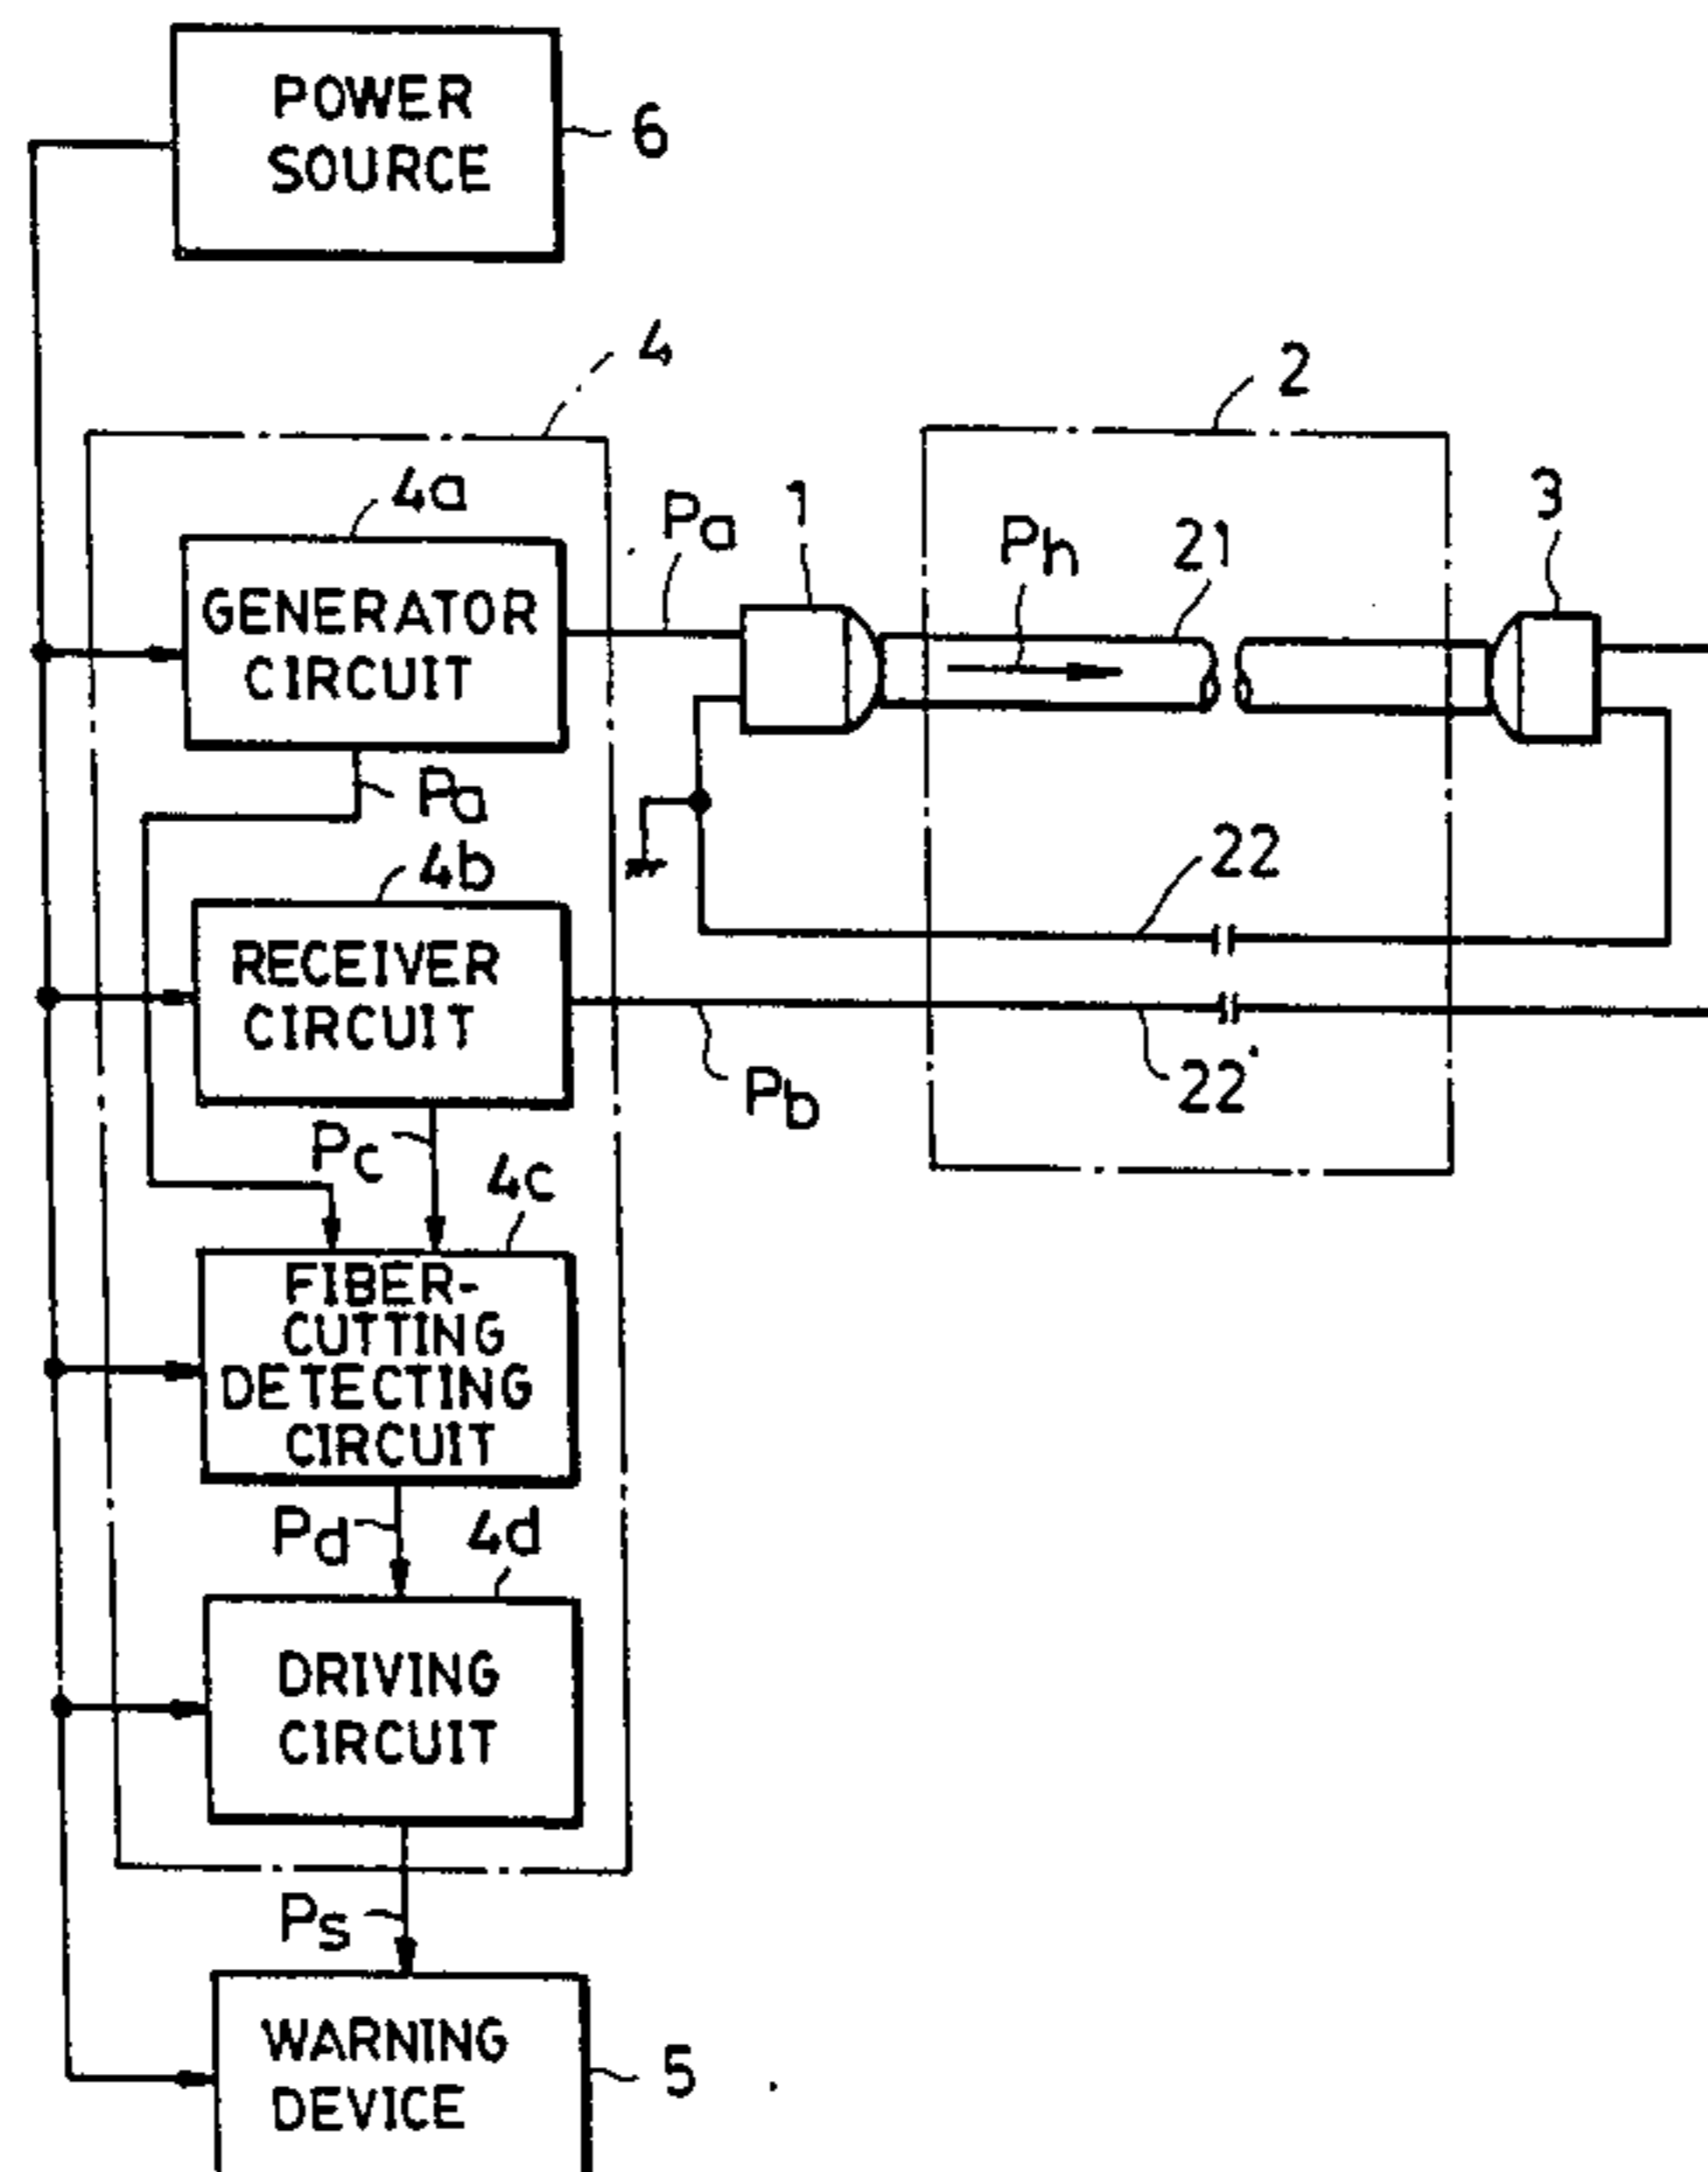 POWER
SOURCE
6
4
2
4a
Pa
1
Ph
21
3
GENERATOR
CIRCUIT
Pa
4b
22
RECEIVER
CIRCUIT
Pb
22'
Pc
4c
FIBER-
CUTTING
DETECTING
CIRCUIT
Pd
4d
DRIVING
CIRCUIT
Ps
WARNING
DEVICE
5